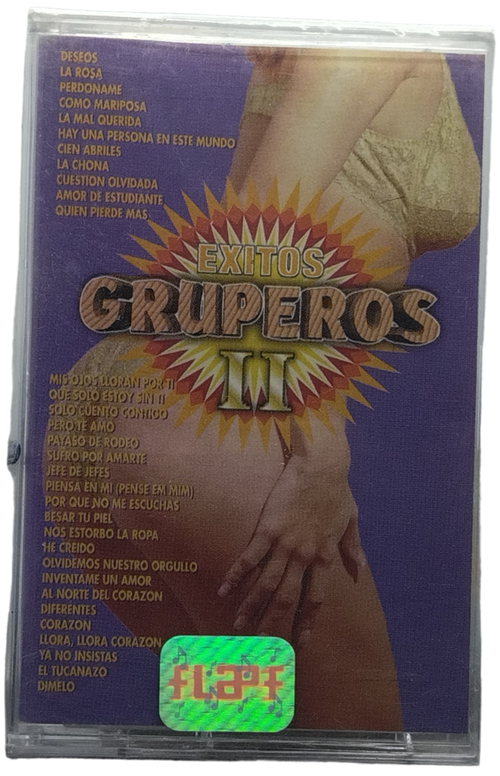 DESEOS
LA ROSA
PERDONAME
COMO MARIPOSA
LA MAL QUERIDA
HAY UNA PERSONA EN ESTE MUNDO
CIEN ABRILES
LA CHONA
CUESTION OLVIDADA
AMOR DE ESTUDIANTE
QUIEN PIERDE MAS
EXITOS
GRUPEROS
II
MIS OJOS LLORAN POR TI
QUE SOLO ESTOY SIN TI
SOLO CUENTO CONTIGO
PERO TE AMO
PAYASO DE RODEO
SUFRO POR AMARTE
JEFE DE JEFES
PIENSA EN MI (PENSE EM MIM)
POR QUE NO ME ESCUCHAS
BESAR TU PIEL
NOS ESTORBO LA ROPA
HE CREIDO
OLVIDEMOS NUESTRO ORGULLO
INVENTAME UN AMOR
AL NORTE DEL CORAZON
DIFERENTES
CORAZON
LLORA, LLORA CORAZON
YA NO INSISTAS
EL TUCANAZO
DIMELO
FLAPF